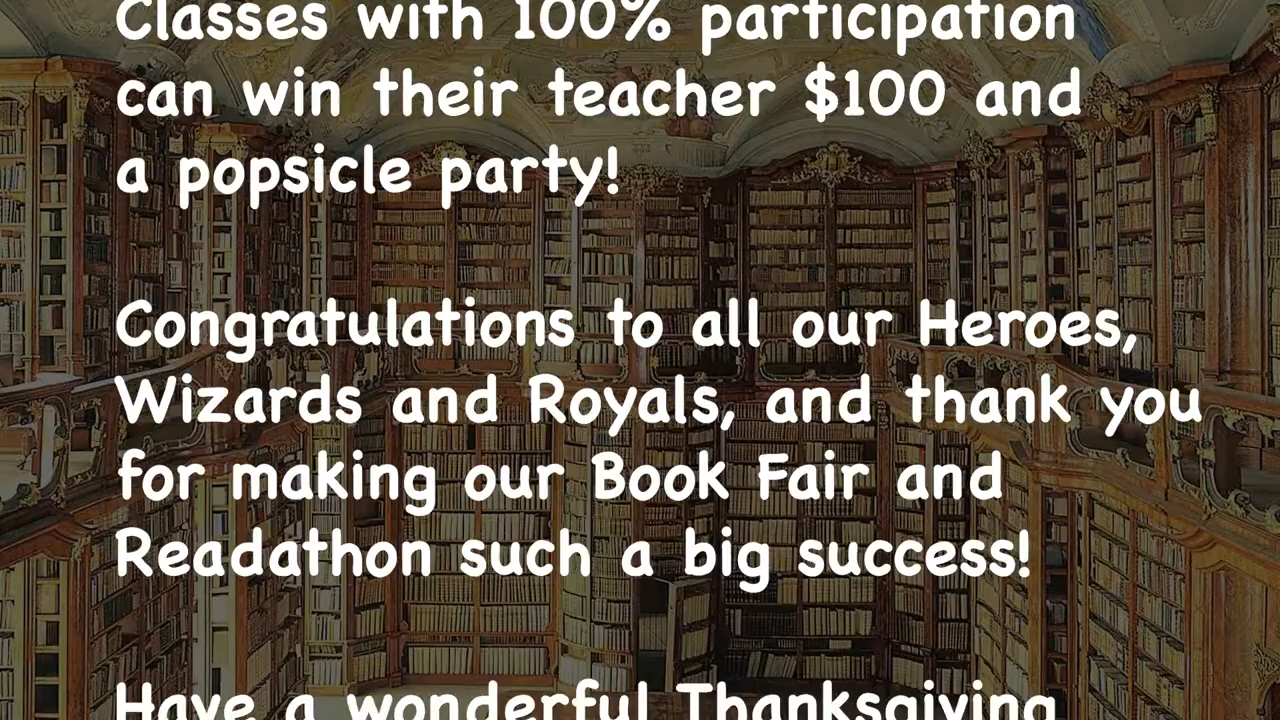 Classes with 100% participation
can win their teacher $100 and
a popsicle party!
Congratulations to all our Heroes,
Wizards and Royals, and thank you
for making our Book Fair and
Readathon such a big success!
Have a wonderful Thanksgiving